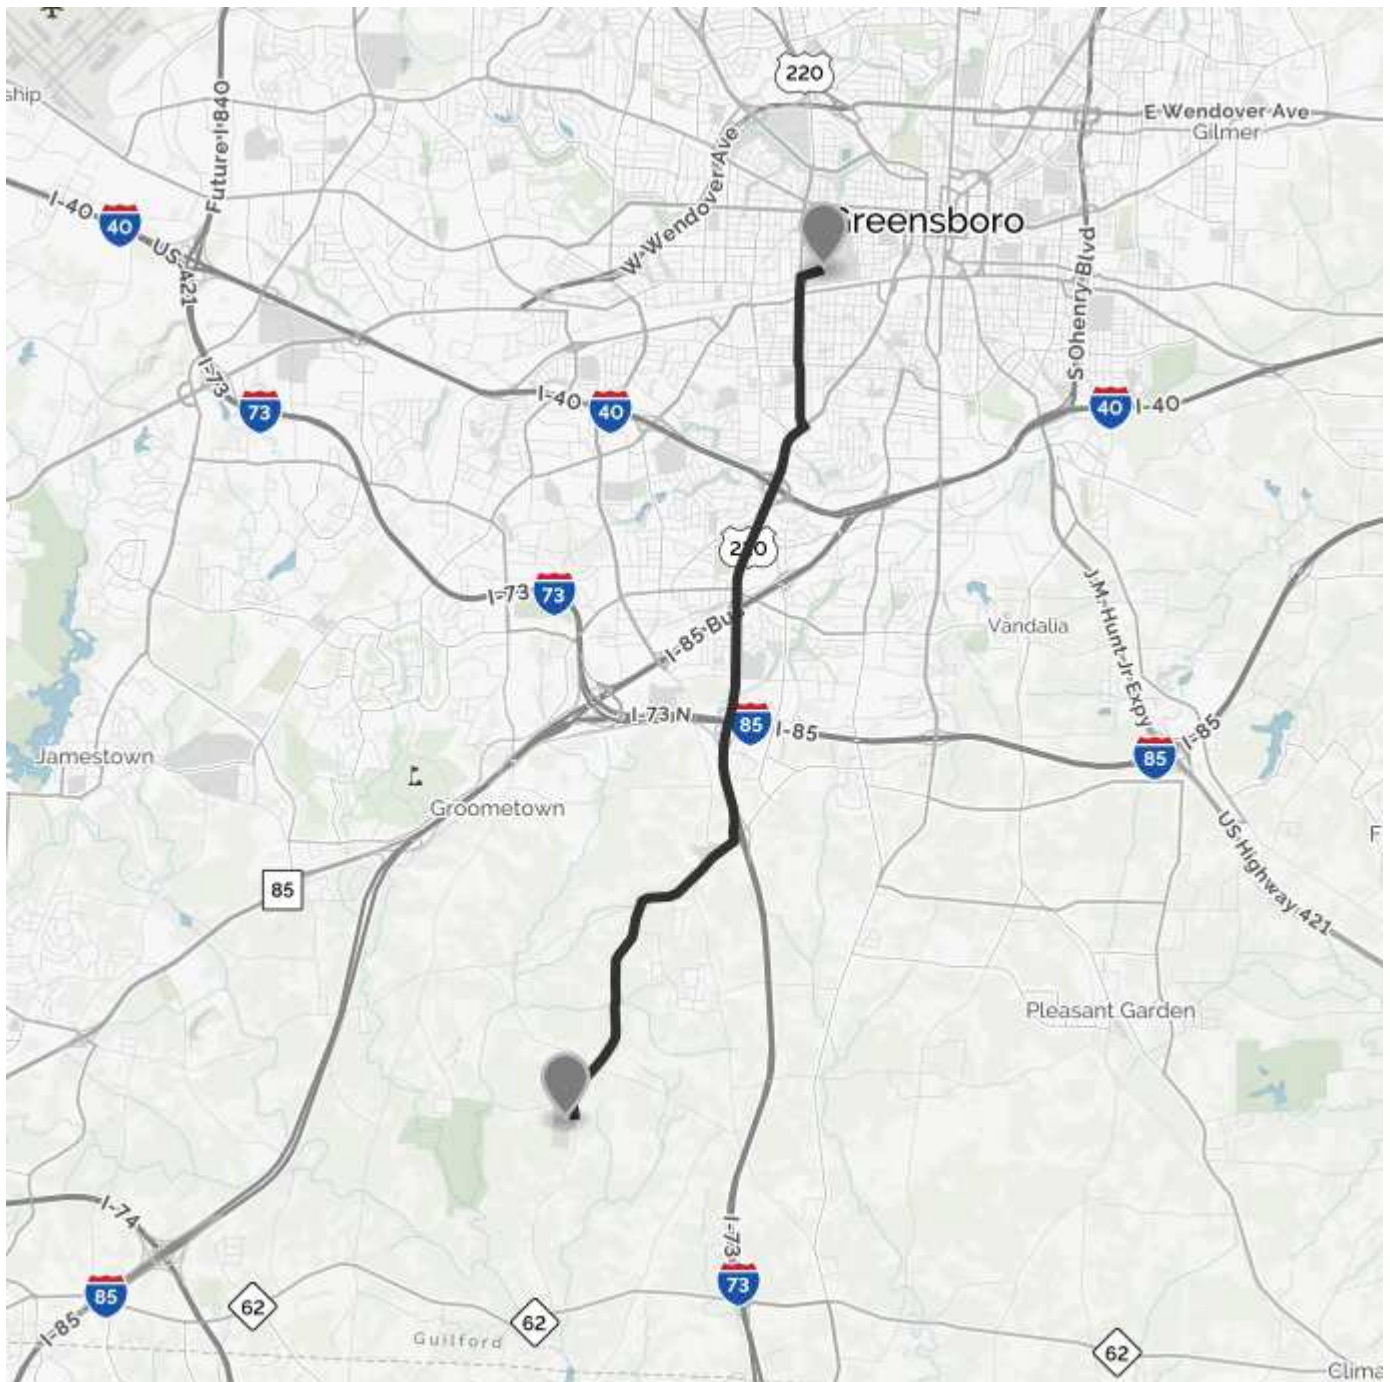 220
E Wendover Ave
Gilmer
ship
Future I 840
W Wendover Ave
I-40
40
US 421
Greensboro
S Ohenry Blvd
I-73
73
I-40
40
40
I-40
220
I-73
73
I-85 Bus
Vandalia
J.M. Hunt Jr Expy
I-73 N
85
I-85
85
I-85
Jamestown
Groometown
US Highway 421
F
85
Pleasant Garden
I-74
I-73
73
85
I-85
62
62
Guilford
62
Clima